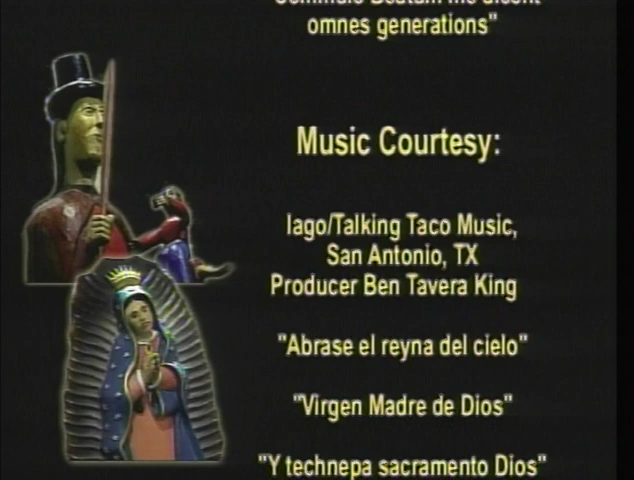 omnes generations"
Music Courtesy:
Iago/Talking Taco Music,
San Antonio, TX
Producer Ben Tavera King
"Abrase el reyna del cielo"
"Virgen Madre de Dios"
"Y technepa sacramento Dios"